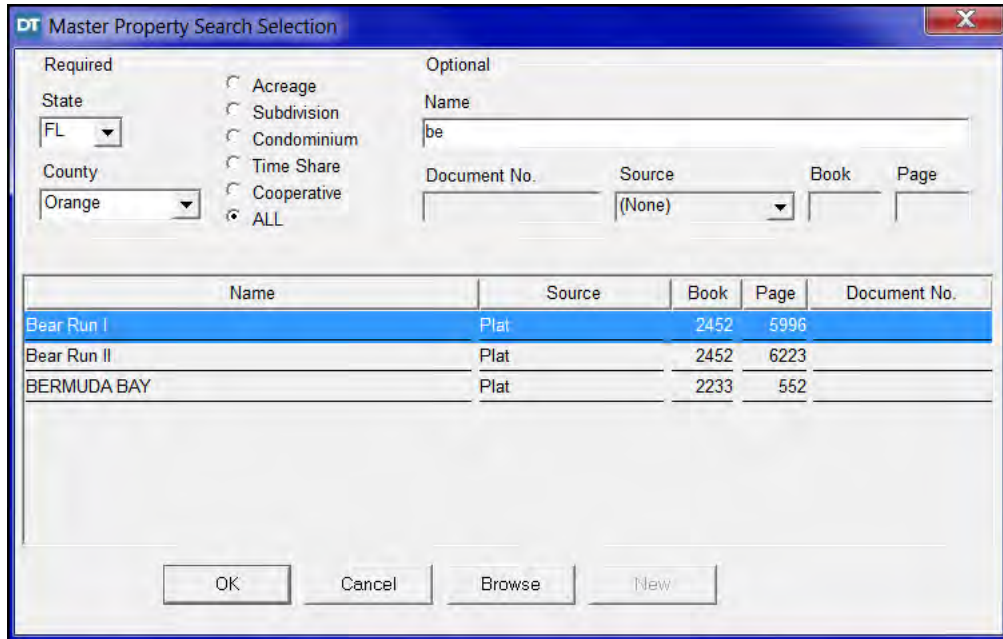 DT Master Property Search Selection
X
Required
State
FL
County
Orange
Acreage
Subdivision
Condominium
Time Share
Cooperative
ALL
Optional
Name
be
Document No. Source Book Page
(None)
Name Source Book Page Document No.
Bear Run I Plat 2452 5996
Bear Run II Plat 2452 6223
BERMUDA BAY Plat 2233 552
OK Cancel Browse New